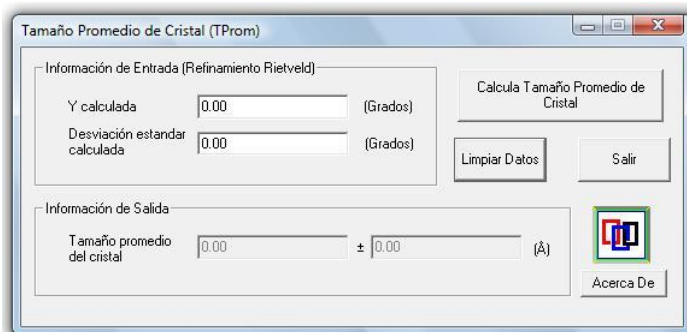 Tamaño Promedio de Cristal (TProm)
Información de Entrada (Refinamiento Rietveld)
Y calculada
0.00
(Grados)
Desviación estandar
calculada
0.00
(Grados)
Calcula Tamaño Promedio de
Cristal
Limpiar Datos
Salir
Información de Salida
Tamaño promedio
del cristal
0.00
± 0.00
(Å)
Acerca De